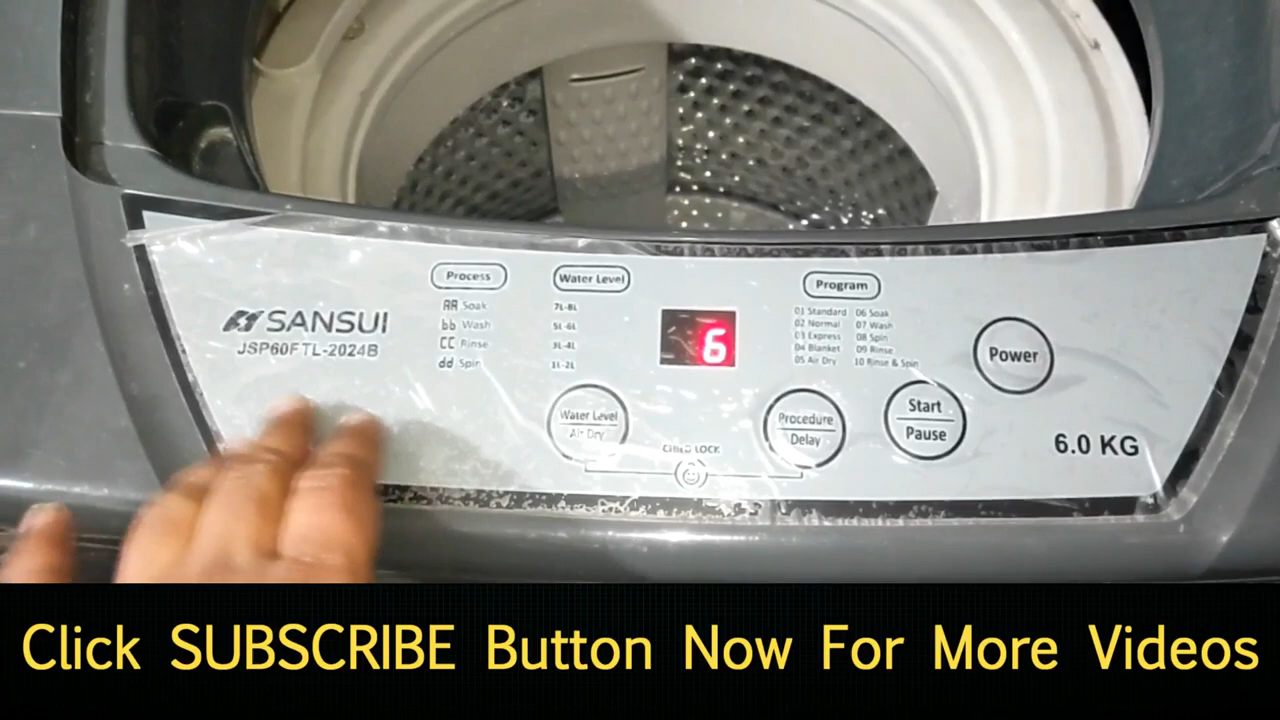 SANSUI
JSP60FTL-2024B
Process
AA Soak
bb Wash
CC Rinse
dd Spin
Water Level
7L-8L
5L-6L
3L-4L
1L-2L
6
Program
01 Standard 06 Soak
02 Normal 07 Wash
03 Express 08 Spin
04 Blanket 09 Rinse
05 Air Dry 10 Rinse & Spin
Power
Water Level
Air Dry
Procedure
Delay
Start
Pause
CHILD LOCK
6.0 KG
Click SUBSCRIBE Button Now For More Videos